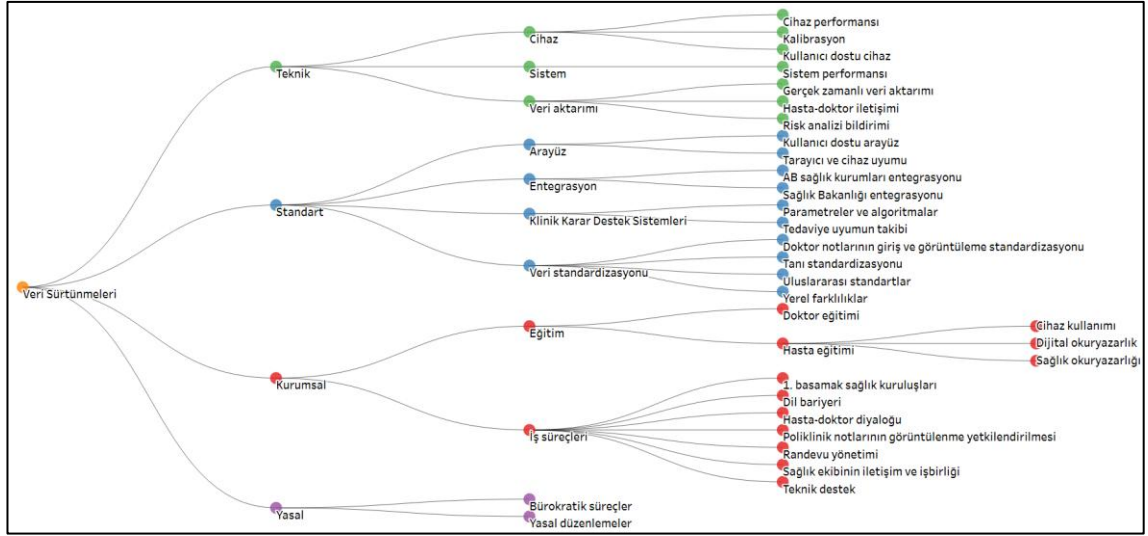 Veri Sürtünmeleri
Teknik
Cihaz
Cihaz performansı
Kalibrasyon
Kullanıcı dostu cihaz
Sistem
Sistem performansı
Veri aktarımı
Gerçek zamanlı veri aktarımı
Hasta-doktor iletişimi
Risk analizi bildirimi
Standart
Arayüz
Kullanıcı dostu arayüz
Tarayıcı ve cihaz uyumu
Entegrasyon
AB sağlık kurumları entegrasyonu
Sağlık Bakanlığı entegrasyonu
Klinik Karar Destek Sistemleri
Parametreler ve algoritmalar
Tedaviye uyumun takibi
Veri standardizasyonu
Doktor notlarının giriş ve görüntüleme standardizasyonu
Tanı standardizasyonu
Uluslararası standartlar
Yerel farklılıklar
Kurumsal
Eğitim
Doktor eğitimi
Hasta eğitimi
Cihaz kullanımı
Dijital okuryazarlık
Sağlık okuryazarlığı
İş süreçleri
1. basamak sağlık kuruluşları
Dil bariyeri
Hasta-doktor diyaloğu
Poliklinik notlarının görüntülenme yetkilendirilmesi
Randevu yönetimi
Sağlık ekibinin iletişim ve işbirliği
Teknik destek
Yasal
Bürokratik süreçler
Yasal düzenlemeler